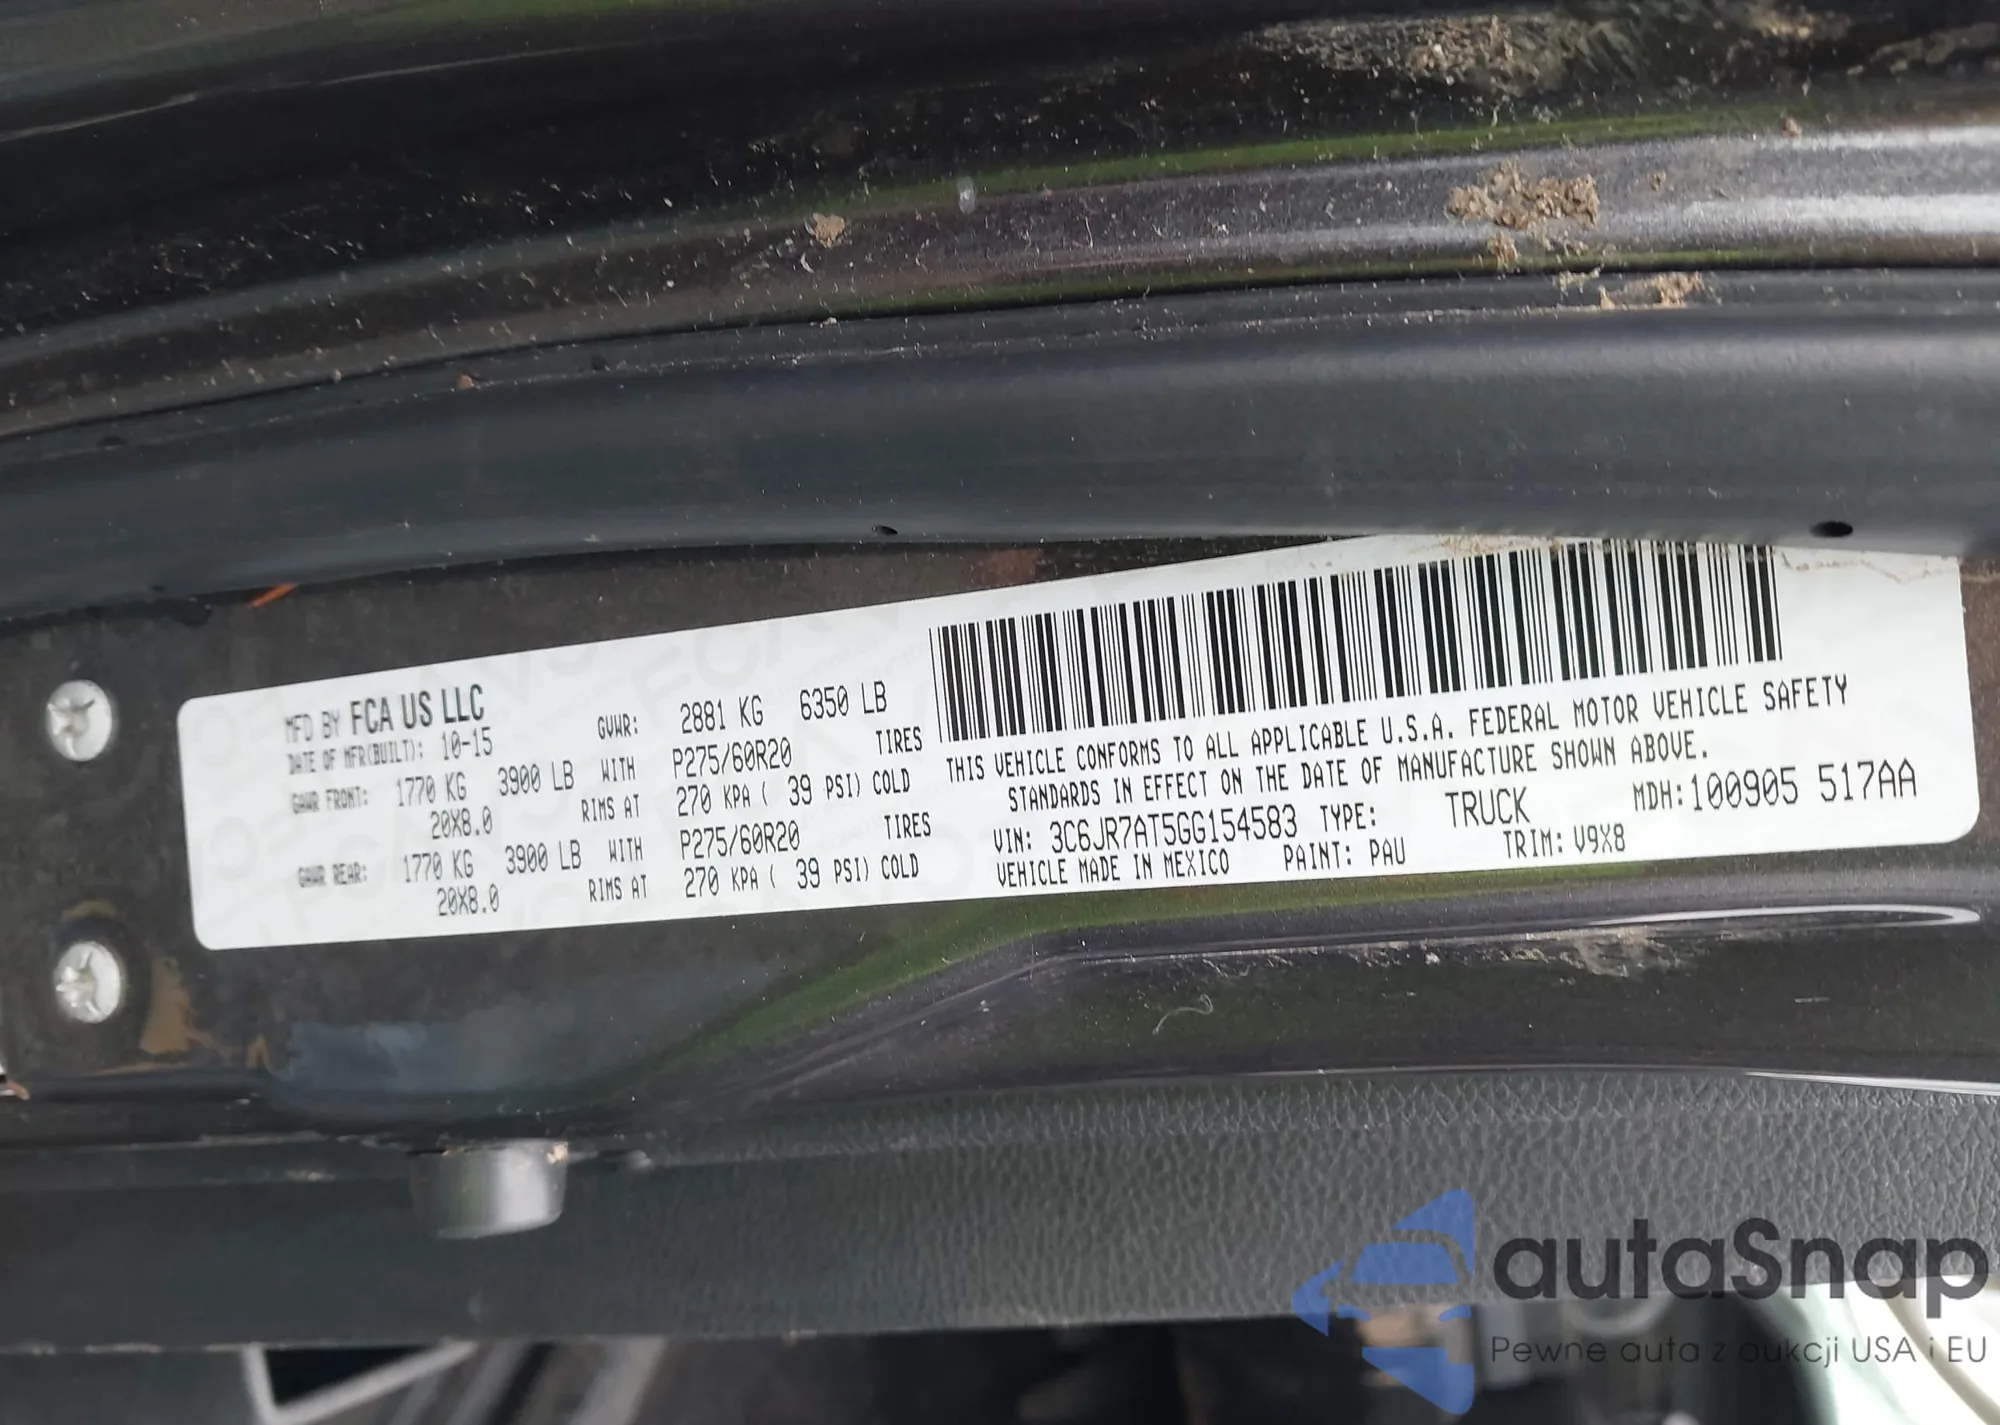 MFD BY FCA US LLC
DATE OF MFR(BUILT): 10-15
GVWR: 2881 KG 6350 LB
GAWR FRONT: 1770 KG 3900 LB WITH P275/60R20 TIRES
20X8.0 RIMS AT 270 KPA ( 39 PSI) COLD
GAWR REAR: 1770 KG 3900 LB WITH P275/60R20 TIRES
20X8.0 RIMS AT 270 KPA ( 39 PSI) COLD
THIS VEHICLE CONFORMS TO ALL APPLICABLE U.S.A. FEDERAL MOTOR VEHICLE SAFETY
STANDARDS IN EFFECT ON THE DATE OF MANUFACTURE SHOWN ABOVE.
VIN: 3C6JR7AT5GG154583 TYPE: TRUCK MDH:100905 517AA
VEHICLE MADE IN MEXICO PAINT: PAU TRIM: V9X8
autaSnap
Pewne auta z aukcji USA i EU